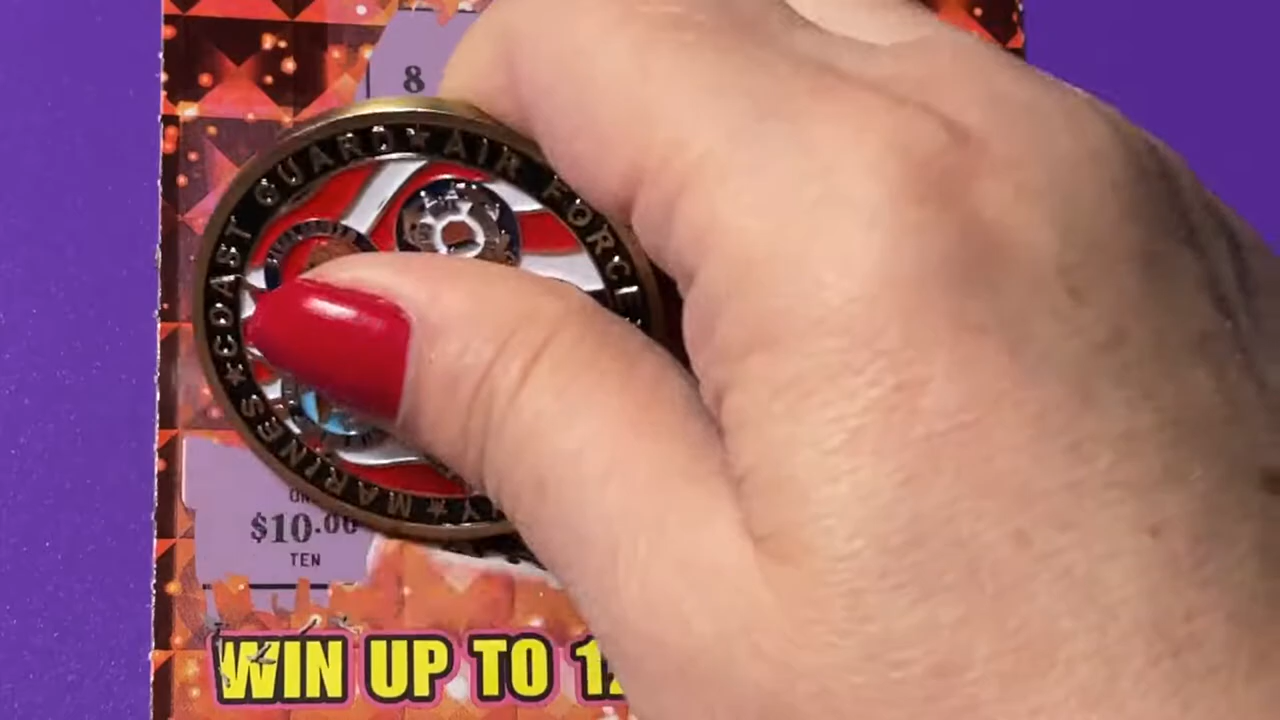 8
COAST GUARD ★ AIR FORCE
MARINES ★
$10.00
TEN
WIN UP TO